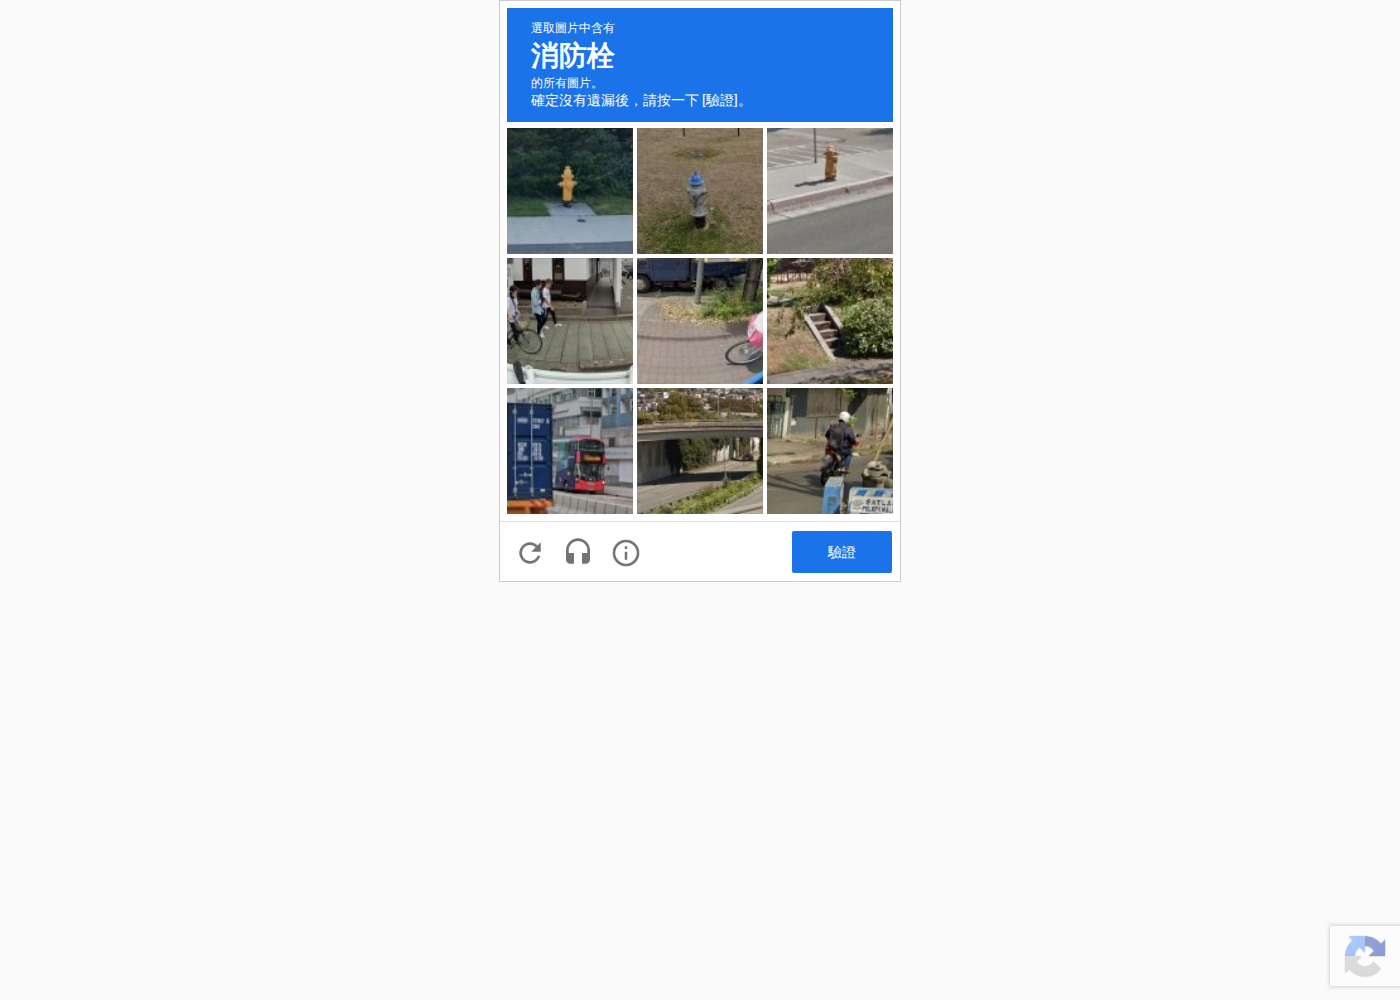 選取圖片中含有
消防栓
的所有圖片。
確定沒有遺漏後，請按一下 [驗證]。
驗證